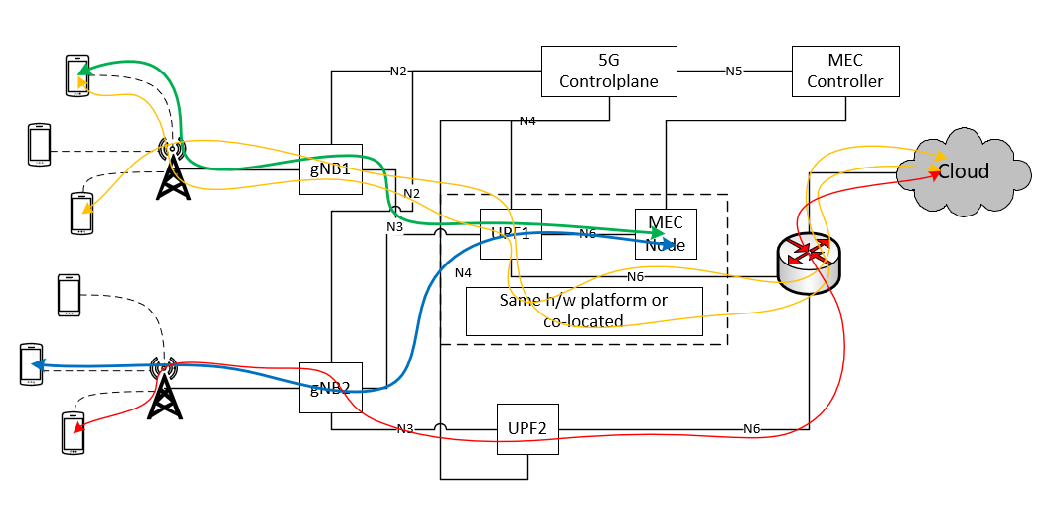 5G
Controlplane
MEC
Controller
N2
N5
N4
gNB1
Cloud
N2
N3
UPF1
N6
MEC
Node
N4
N6
Same h/w platform or
co-located
gNB2
N3
UPF2
N6